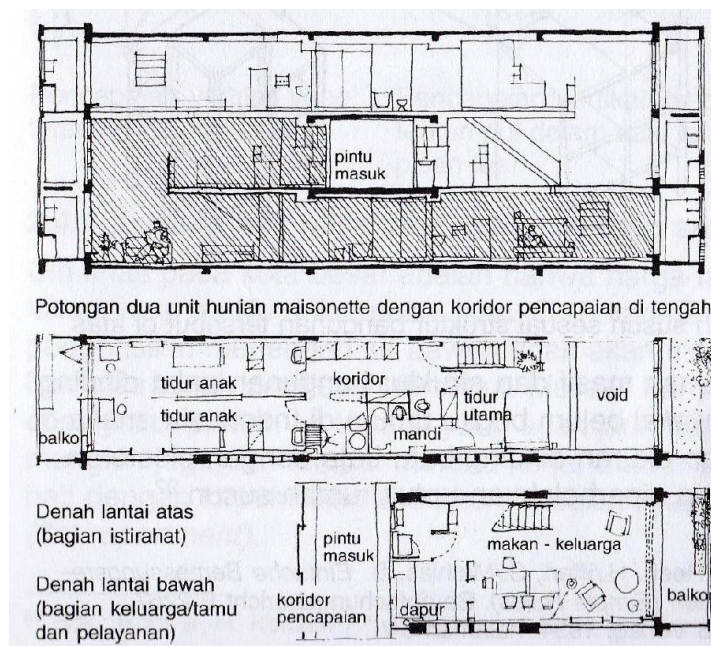 pintu
masuk
Potongan dua unit hunian maisonette dengan koridor pencapaian di tengah
tidur anak
koridor
tidur anak
tidur
utama
void
mandi
balkon
Denah lantai atas
(bagian istirahat)
pintu
masuk
makan - keluarga
Denah lantai bawah
(bagian keluarga/tamu
dan pelayanan)
koridor
pencapaian
dapur
balkon